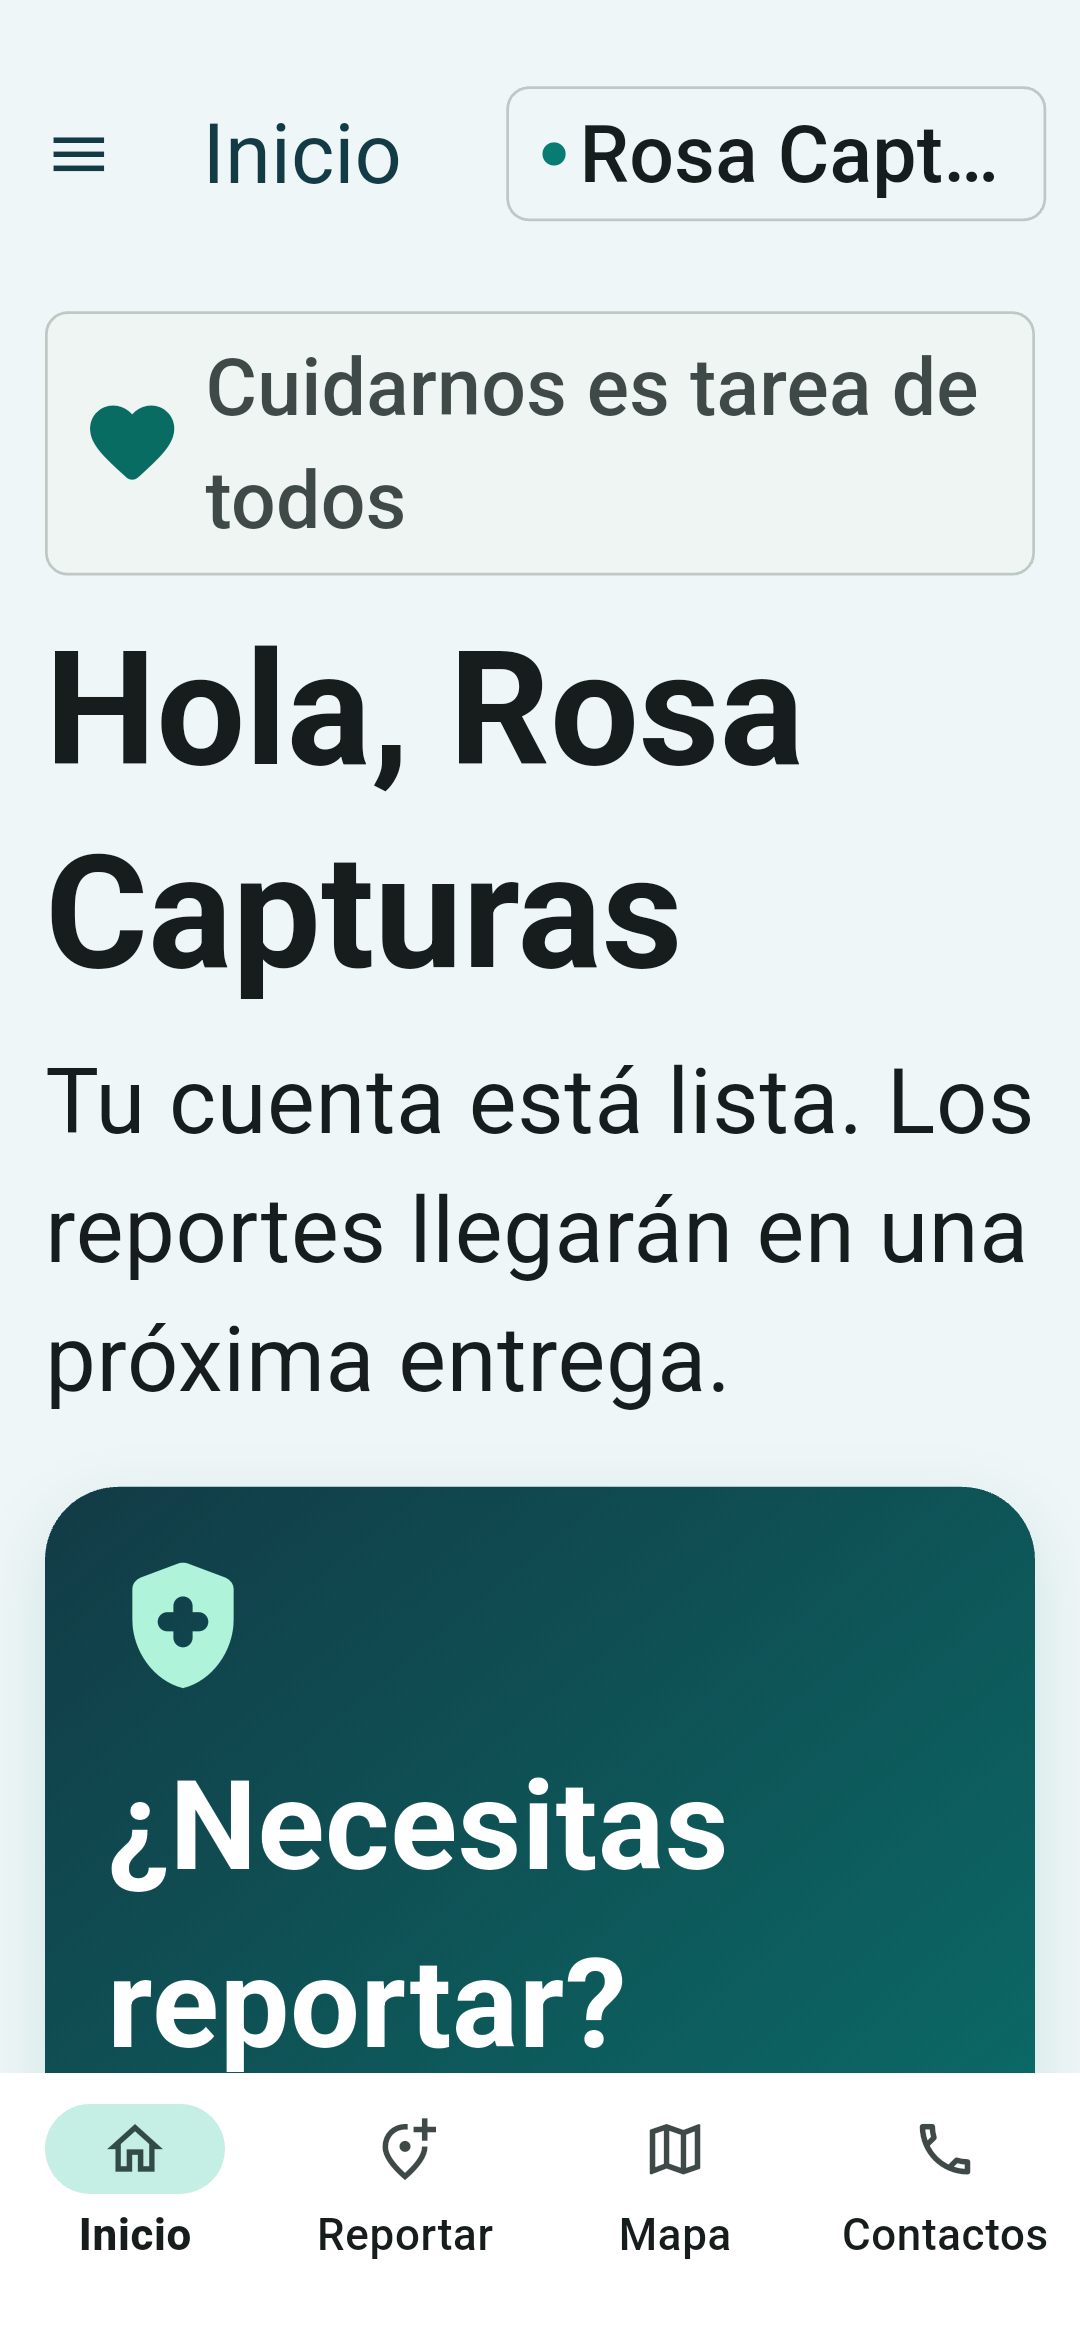 Inicio
Rosa Capt...
Cuidarnos es tarea de
todos
Hola, Rosa
Capturas
Tu cuenta está lista. Los
reportes llegarán en una
próxima entrega.
¿Necesitas
reportar?
Inicio
Reportar
Mapa
Contactos